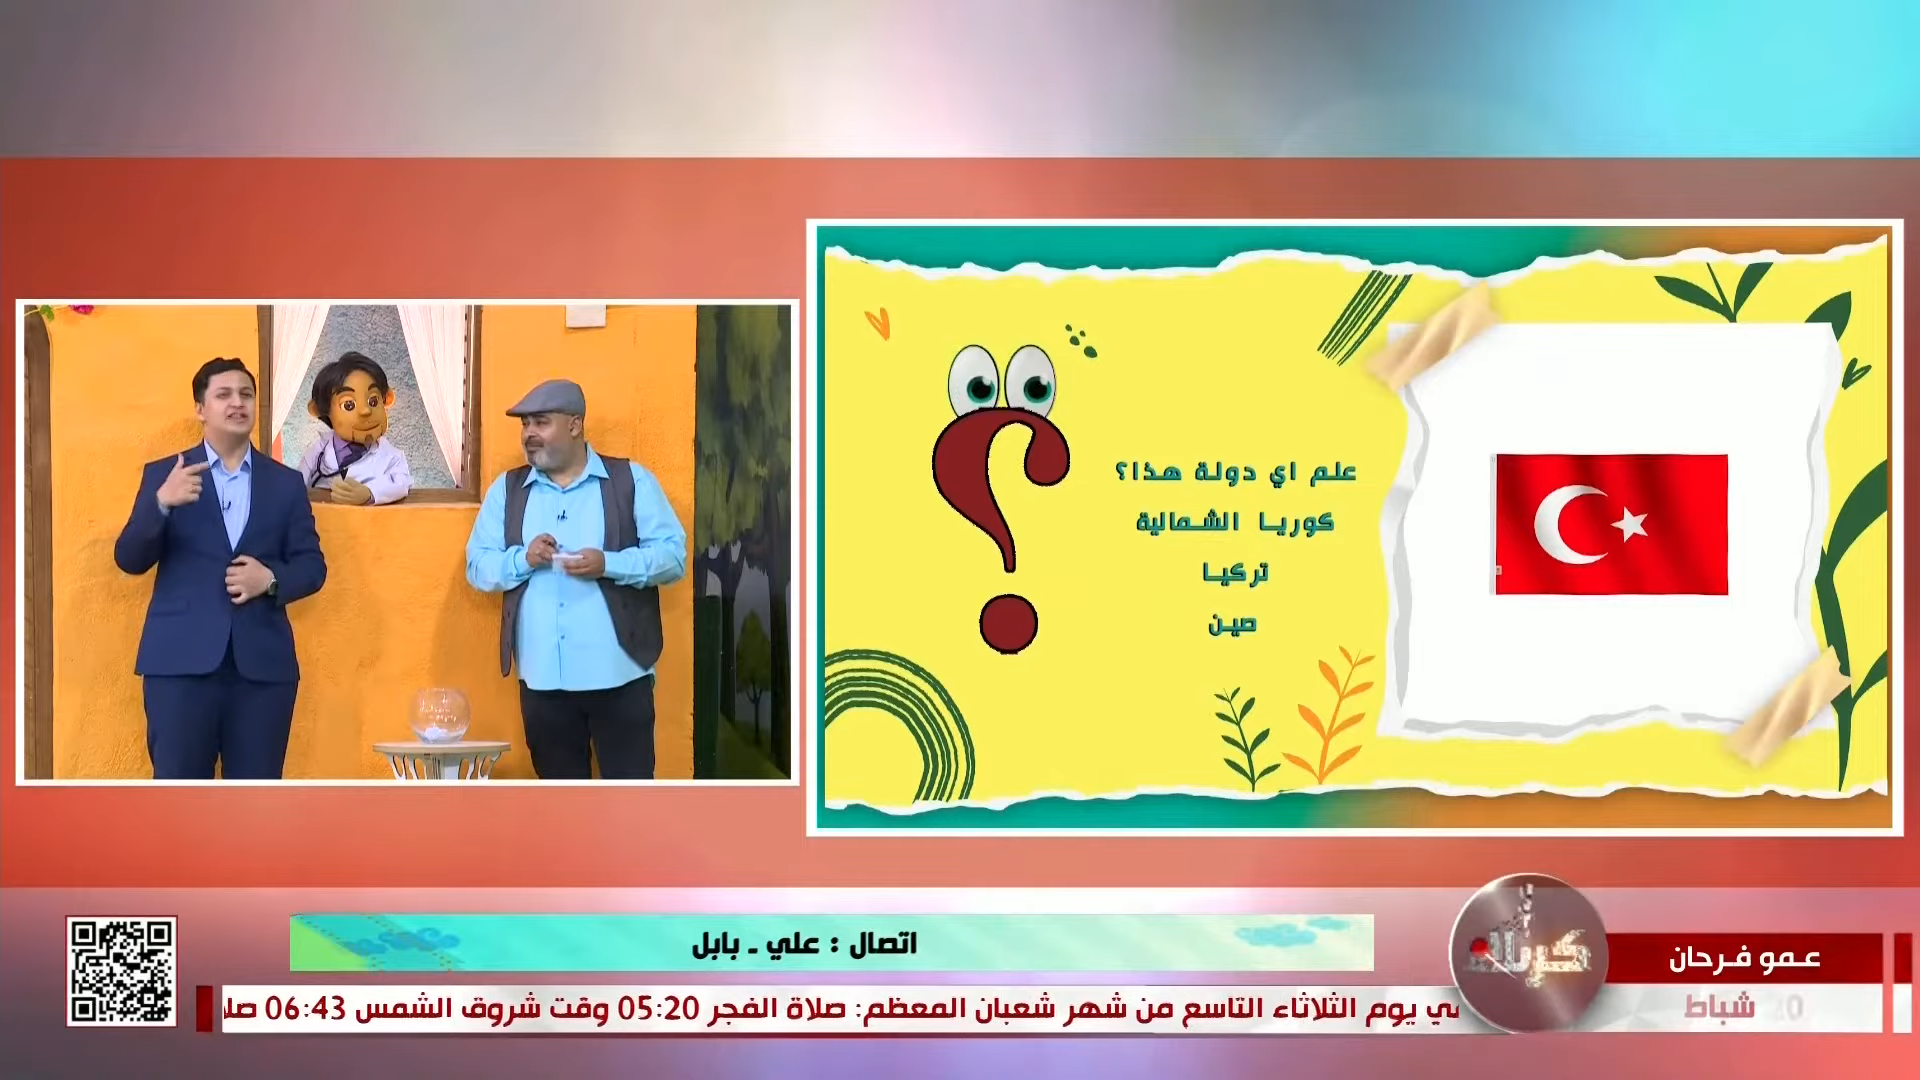 علم اي دولة هذا؟
كوريا الشمالية
تركيا
صين
اتصال : علي - بابل
كربلاء
عمو فرحان
شباط
ي يوم الثلاثاء التاسع من شهر شعبان المعظم: صلاة الفجر 05:20 وقت شروق الشمس 06:43